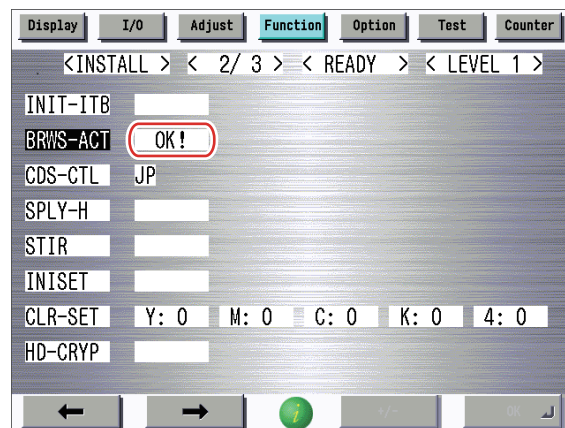 Display I/O Adjust Function Option Test Counter
<INSTALL > < 2/ 3 > < READY > < LEVEL 1 >
INIT-ITB
BRWS-ACT OK!
CDS-CTL JP
SPLY-H
STIR
INISET
CLR-SET Y: 0 M: 0 C: 0 K: 0 4: 0
HD-CRYP
+/- OK